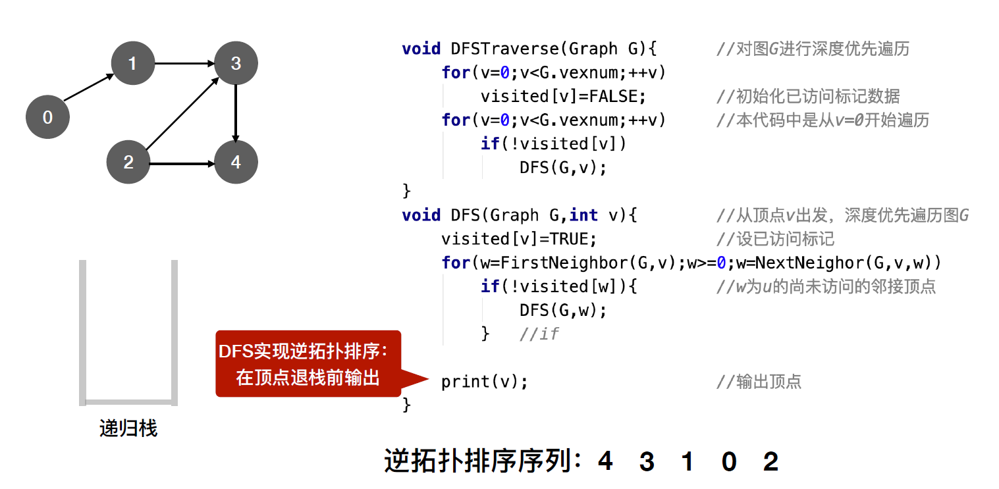 1
3
0
2
4
递归栈
DFS实现逆拓扑排序：
在顶点退栈前输出
void DFSTraverse(Graph G){ //对图G进行深度优先遍历
for(v=0;v<G.vexnum;++v)
visited[v]=FALSE; //初始化已访问标记数据
for(v=0;v<G.vexnum;++v) //本代码中是从v=0开始遍历
if(!visited[v])
DFS(G,v);
}
void DFS(Graph G,int v){ //从顶点v出发，深度优先遍历图G
visited[v]=TRUE; //设已访问标记
for(w=FirstNeighbor(G,v);w>=0;w=NextNeighor(G,v,w))
if(!visited[w]){ //w为u的尚未访问的邻接顶点
DFS(G,w);
} //if
print(v); //输出顶点
}
逆拓扑排序序列：4 3 1 0 2